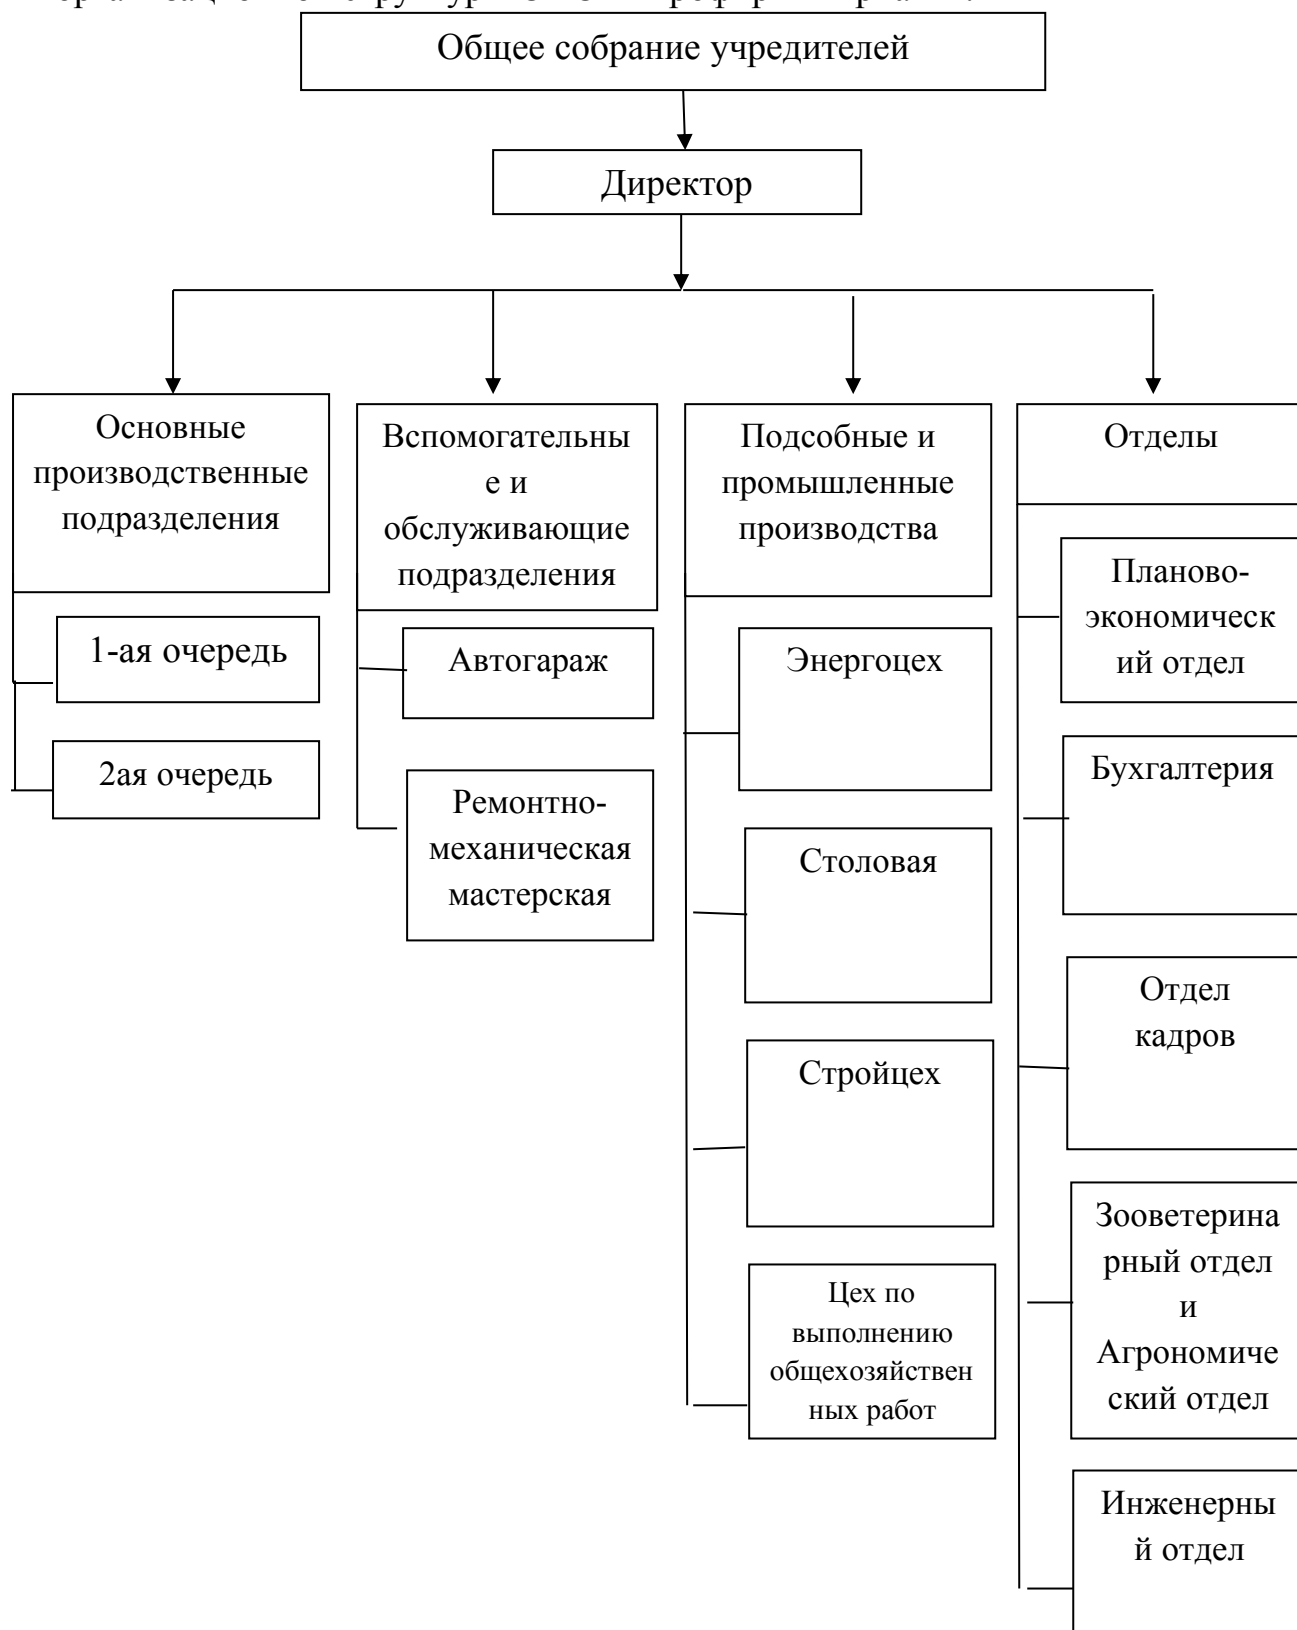 Общее собрание учредителей
Директор
Основные
производственные
подразделения
1-ая очередь
2ая очередь
Вспомогательны
е и
обслуживающие
подразделения
Автогараж
Ремонтно-
механическая
мастерская
Подсобные и
промышленные
производства
Энергоцех
Столовая
Стройцех
Цех по
выполнению
общехозяйствен
ных работ
Отделы
Планово-
экономическ
ий отдел
Бухгалтерия
Отдел
кадров
Зооветерина
рный отдел
и
Агрономиче
ский отдел
Инженерны
й отдел